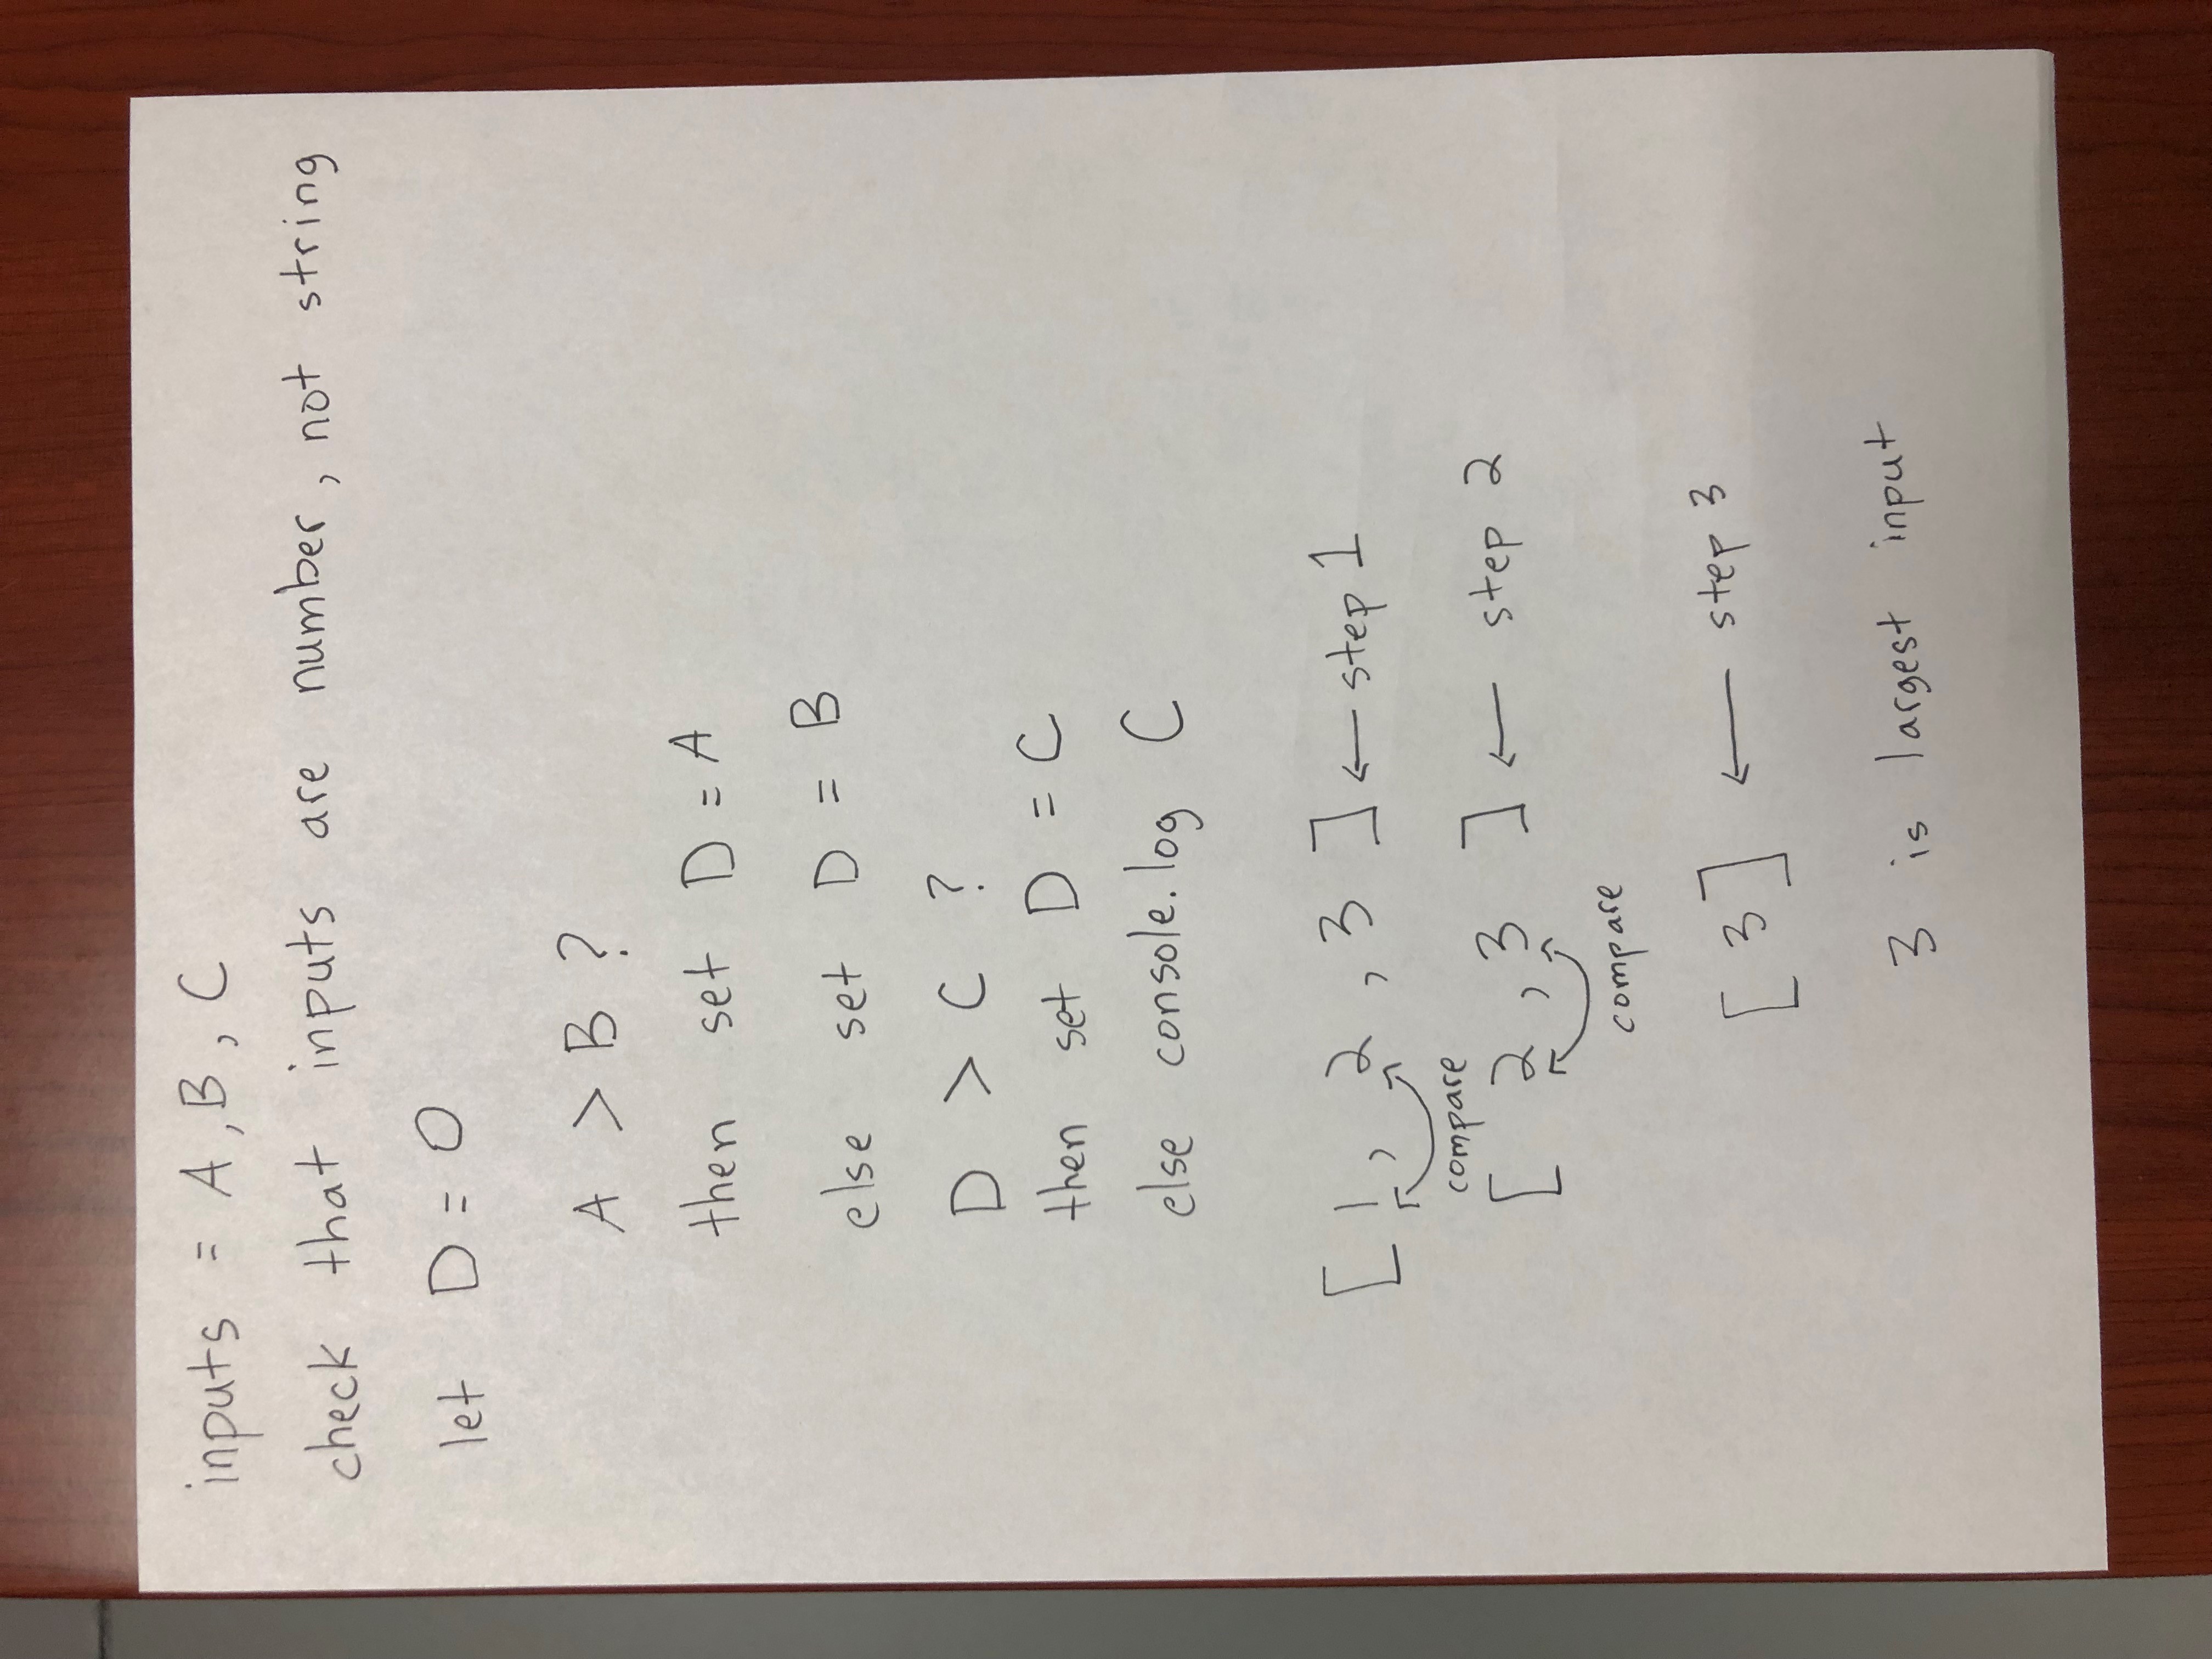 inputs = A, B, C
check that inputs are number, not string
let D = 0
A > B ?
then set D = A
else set D = B
D > C ?
then set D = C
else console.log C
[ 1, 2, 3 ] ← step 1
compare
[ 2, 3 ] ← step 2
compare
[ 3 ] ← step 3
3 is largest input